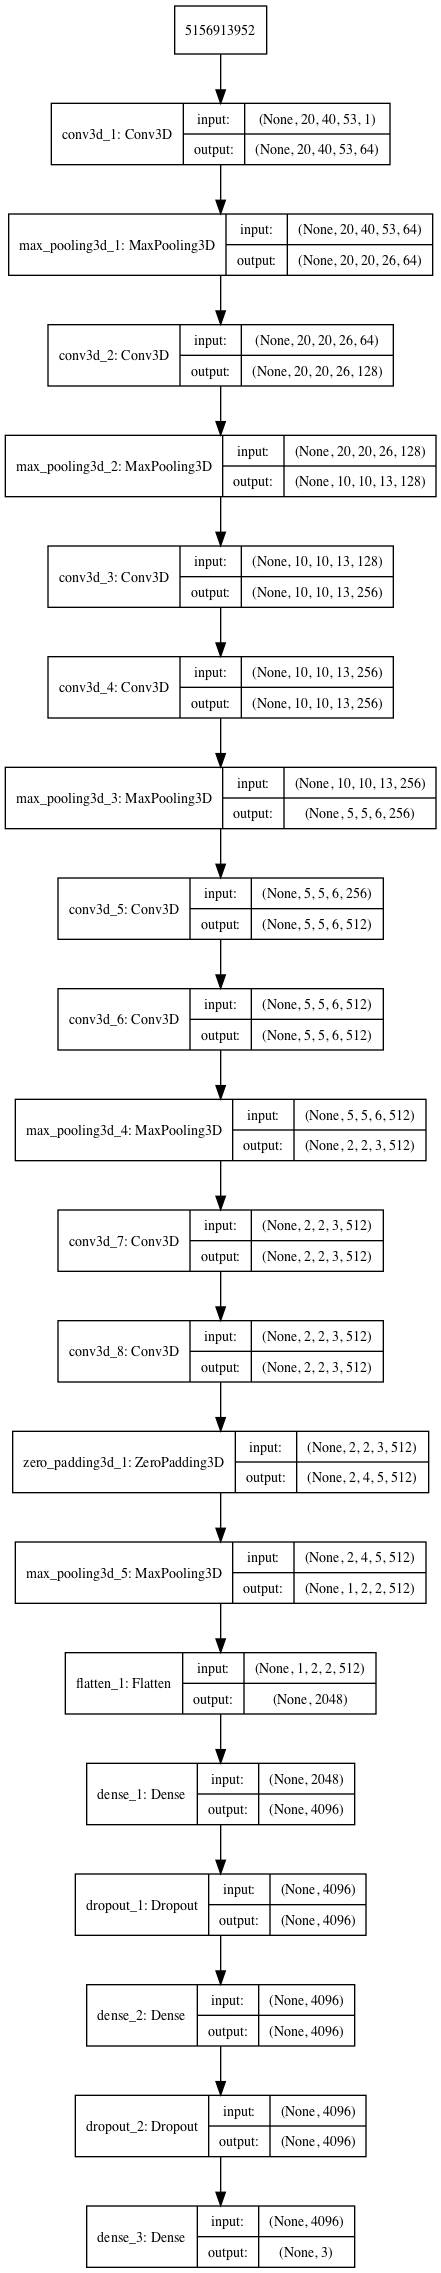 5156913952
conv3d_1: Conv3D
input: (None, 20, 40, 53, 1)
output: (None, 20, 40, 53, 64)
max_pooling3d_1: MaxPooling3D
input: (None, 20, 40, 53, 64)
output: (None, 20, 20, 26, 64)
conv3d_2: Conv3D
input: (None, 20, 20, 26, 64)
output: (None, 20, 20, 26, 128)
max_pooling3d_2: MaxPooling3D
input: (None, 20, 20, 26, 128)
output: (None, 10, 10, 13, 128)
conv3d_3: Conv3D
input: (None, 10, 10, 13, 128)
output: (None, 10, 10, 13, 256)
conv3d_4: Conv3D
input: (None, 10, 10, 13, 256)
output: (None, 10, 10, 13, 256)
max_pooling3d_3: MaxPooling3D
input: (None, 10, 10, 13, 256)
output: (None, 5, 5, 6, 256)
conv3d_5: Conv3D
input: (None, 5, 5, 6, 256)
output: (None, 5, 5, 6, 512)
conv3d_6: Conv3D
input: (None, 5, 5, 6, 512)
output: (None, 5, 5, 6, 512)
max_pooling3d_4: MaxPooling3D
input: (None, 5, 5, 6, 512)
output: (None, 2, 2, 3, 512)
conv3d_7: Conv3D
input: (None, 2, 2, 3, 512)
output: (None, 2, 2, 3, 512)
conv3d_8: Conv3D
input: (None, 2, 2, 3, 512)
output: (None, 2, 2, 3, 512)
zero_padding3d_1: ZeroPadding3D
input: (None, 2, 2, 3, 512)
output: (None, 2, 4, 5, 512)
max_pooling3d_5: MaxPooling3D
input: (None, 2, 4, 5, 512)
output: (None, 1, 2, 2, 512)
flatten_1: Flatten
input: (None, 1, 2, 2, 512)
output: (None, 2048)
dense_1: Dense
input: (None, 2048)
output: (None, 4096)
dropout_1: Dropout
input: (None, 4096)
output: (None, 4096)
dense_2: Dense
input: (None, 4096)
output: (None, 4096)
dropout_2: Dropout
input: (None, 4096)
output: (None, 4096)
dense_3: Dense
input: (None, 4096)
output: (None, 3)